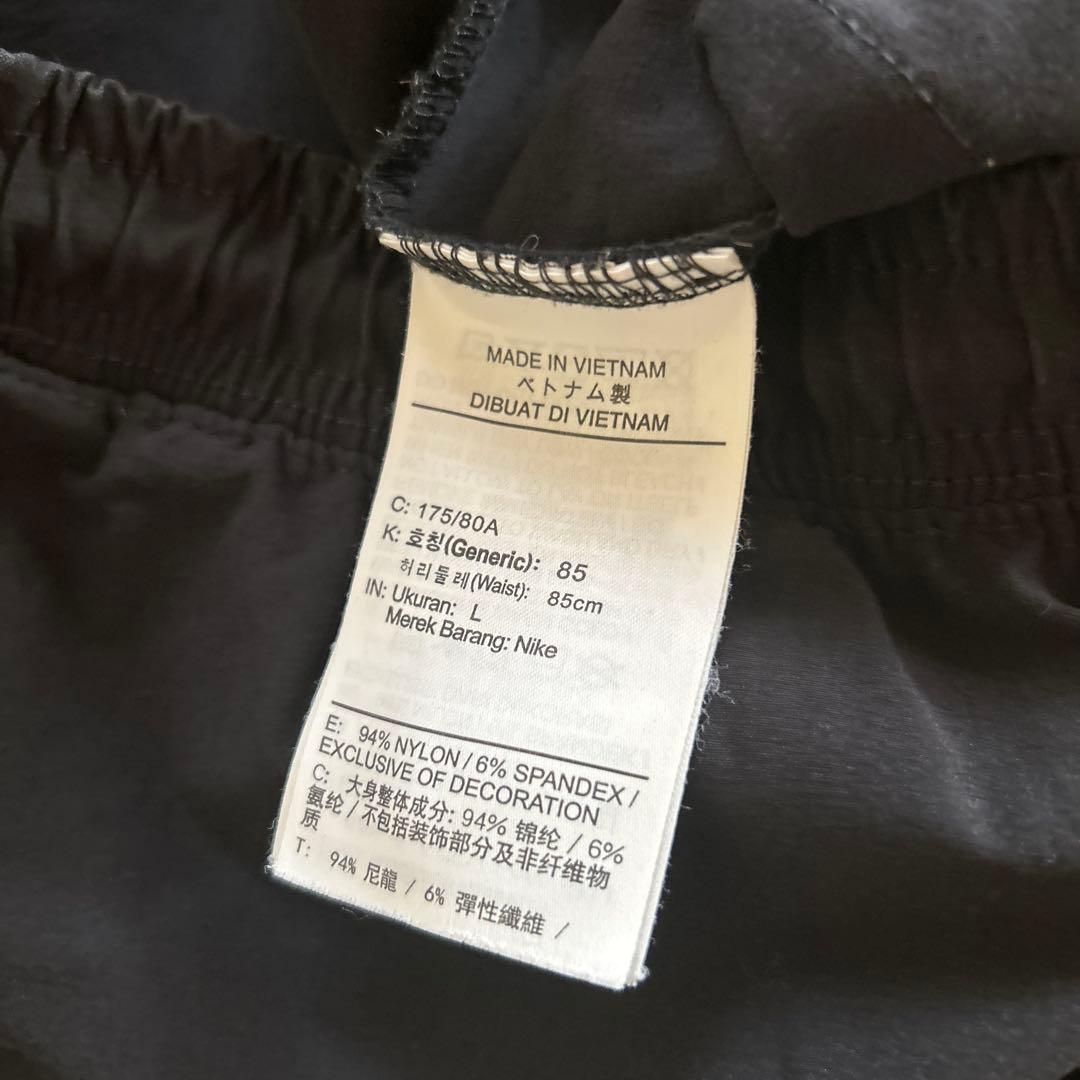 MADE IN VIETNAM
ベトナム製
DIBUAT DI VIETNAM
C: 175/80A
K: 호칭(Generic): 85
허리둘레(Waist): 85cm
IN: Ukuran: L
Merek Barang: Nike
E: 94% NYLON / 6% SPANDEX /
EXCLUSIVE OF DECORATION
C: 大身整体成分: 94% 锦纶 / 6%
氨纶 / 不包括装饰部分及非纤维物
质
T: 94% 尼龍 / 6% 彈性纖維 /